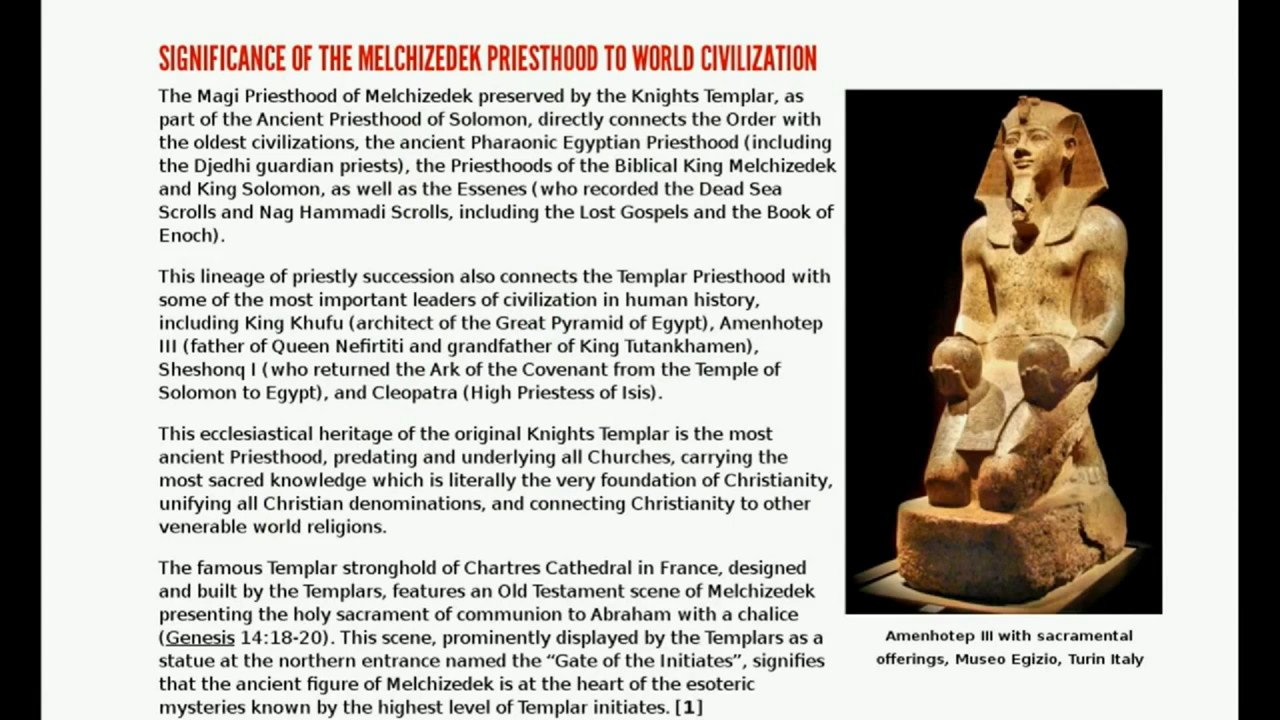 SIGNIFICANCE OF THE MELCHIZEDEK PRIESTHOOD TO WORLD CIVILIZATION
The Magi Priesthood of Melchizedek preserved by the Knights Templar, as
part of the Ancient Priesthood of Solomon, directly connects the Order with
the oldest civilizations, the ancient Pharaonic Egyptian Priesthood (including
the Djedhi guardian priests), the Priesthoods of the Biblical King Melchizedek
and King Solomon, as well as the Essenes (who recorded the Dead Sea
Scrolls and Nag Hammadi Scrolls, including the Lost Gospels and the Book of
Enoch).
This lineage of priestly succession also connects the Templar Priesthood with
some of the most important leaders of civilization in human history,
including King Khufu (architect of the Great Pyramid of Egypt), Amenhotep
III (father of Queen Nefirtiti and grandfather of King Tutankhamen),
Sheshonq I (who returned the Ark of the Covenant from the Temple of
Solomon to Egypt), and Cleopatra (High Priestess of Isis).
This ecclesiastical heritage of the original Knights Templar is the most
ancient Priesthood, predating and underlying all Churches, carrying the
most sacred knowledge which is literally the very foundation of Christianity,
unifying all Christian denominations, and connecting Christianity to other
venerable world religions.
The famous Templar stronghold of Chartres Cathedral in France, designed
and built by the Templars, features an Old Testament scene of Melchizedek
presenting the holy sacrament of communion to Abraham with a chalice
(Genesis 14:18-20). This scene, prominently displayed by the Templars as a
statue at the northern entrance named the “Gate of the Initiates”, signifies
that the ancient figure of Melchizedek is at the heart of the esoteric
mysteries known by the highest level of Templar initiates. [1]
Amenhotep III with sacramental
offerings, Museo Egizio, Turin Italy